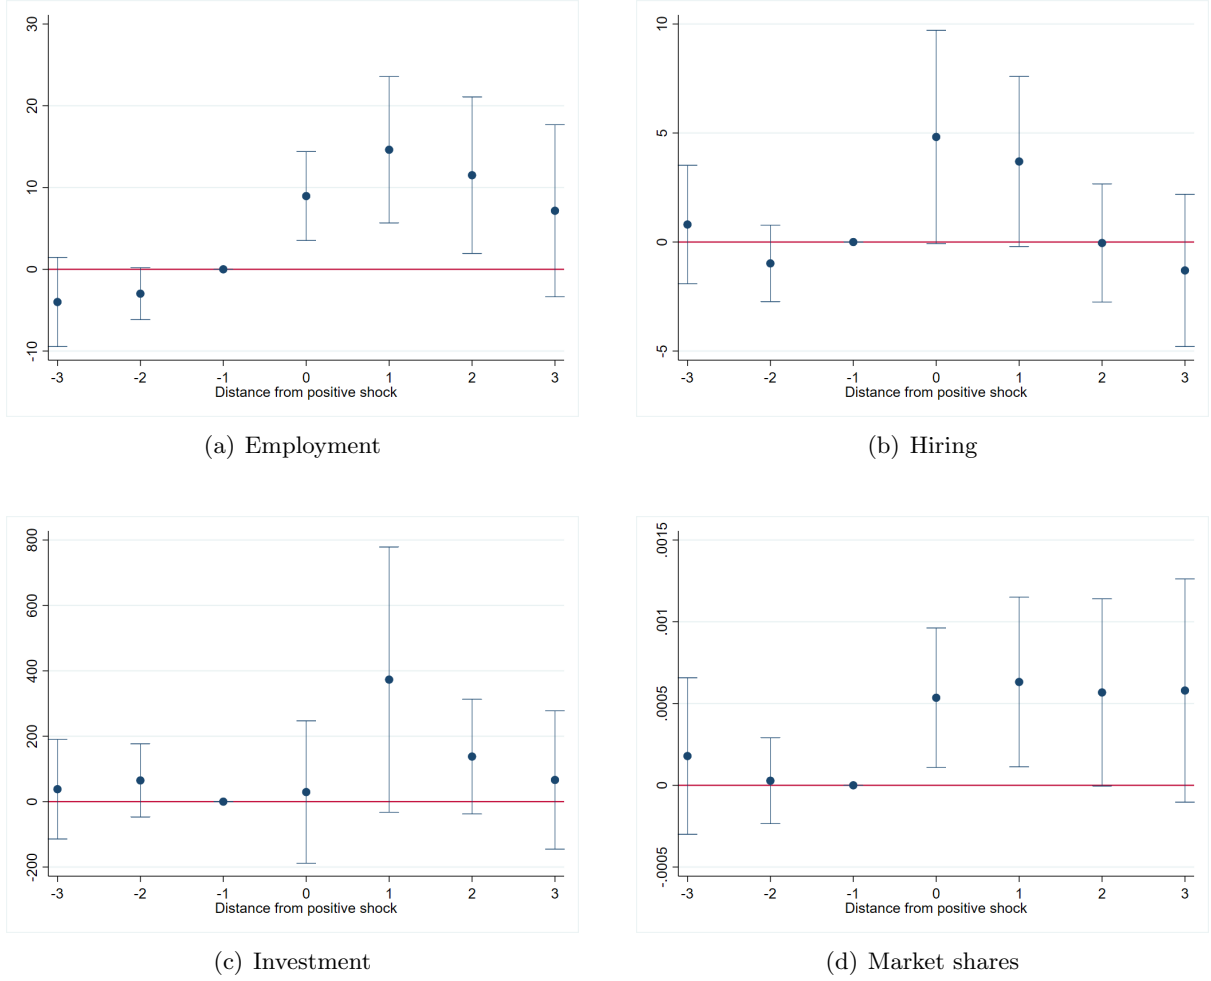 30
20
10
0
-10
-3 -2 -1 0 1 2 3
Distance from positive shock
(a) Employment
10
5
0
-5
-3 -2 -1 0 1 2 3
Distance from positive shock
(b) Hiring
800
600
400
200
0
-200
-3 -2 -1 0 1 2 3
Distance from positive shock
(c) Investment
.0015
.001
.0005
0
-.0005
-3 -2 -1 0 1 2 3
Distance from positive shock
(d) Market shares